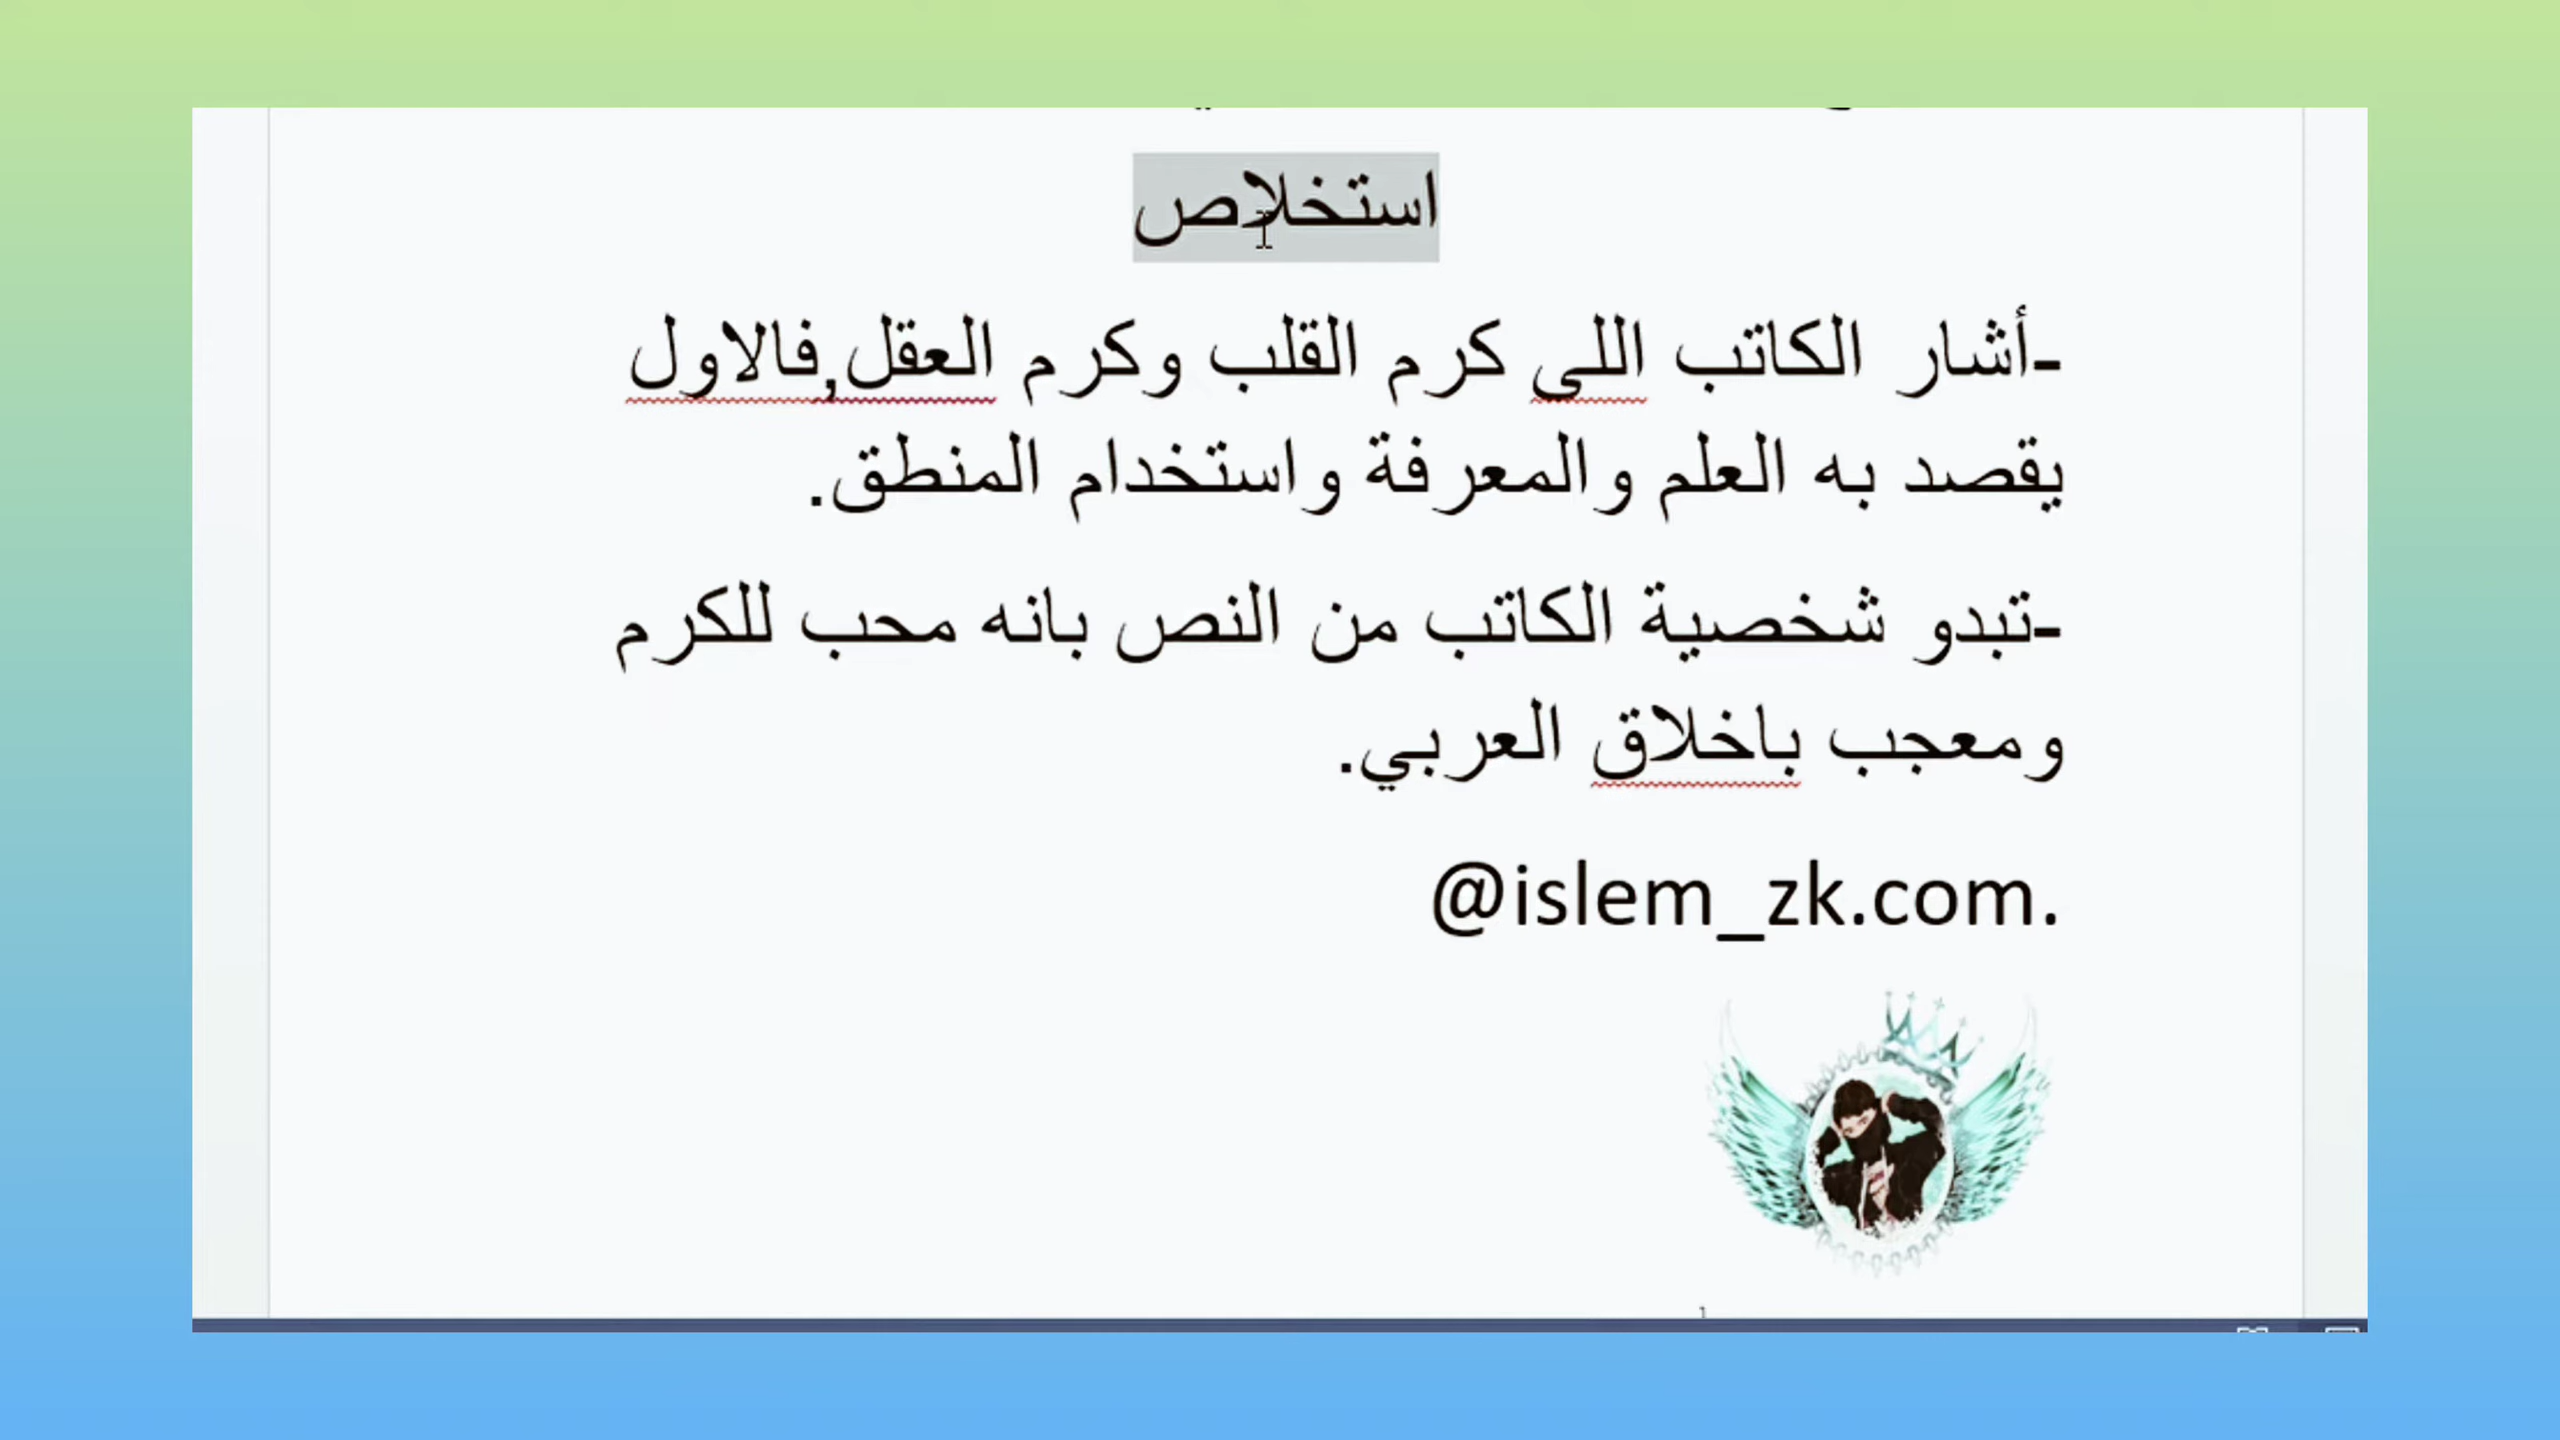 استخلاص
-أشار الكاتب اللى كرم القلب وكرم العقل,فالاول
يقصد به العلم والمعرفة واستخدام المنطق.
-تبدو شخصية الكاتب من النص بانه محب للكرم
ومعجب باخلاق العربي.
@islem_zk.com.
1